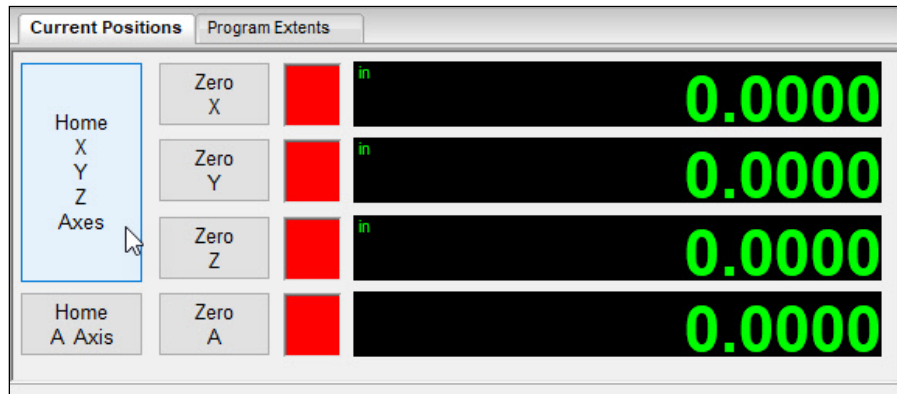 Current Positions
Program Extents
Home
X
Y
Z
Axes
Zero
X
in
0.0000
Zero
Y
in
0.0000
Zero
Z
in
0.0000
Home
A Axis
Zero
A
0.0000